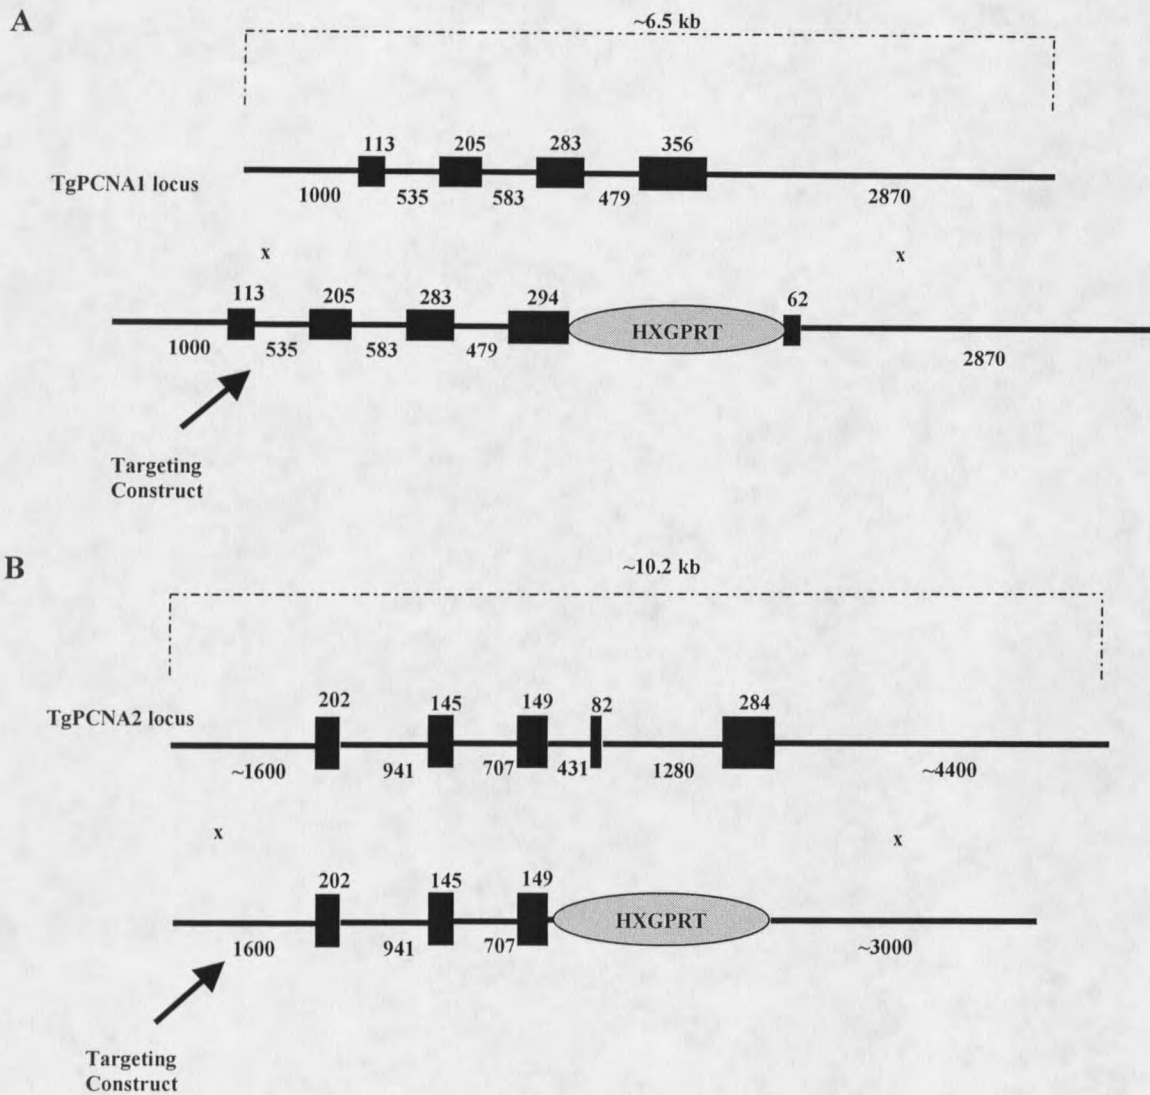 A
~6.5 kb
113 205 283 356
TgPCNA1 locus
1000 535 583 479 2870
x x
113 205 283 294 HXGPRT 62
1000 535 583 479 2870
Targeting
Construct
B
~10.2 kb
202 145 149 82 284
TgPCNA2 locus
~1600 941 707 431 1280 ~4400
x x
202 145 149 HXGPRT
1600 941 707 ~3000
Targeting
Construct